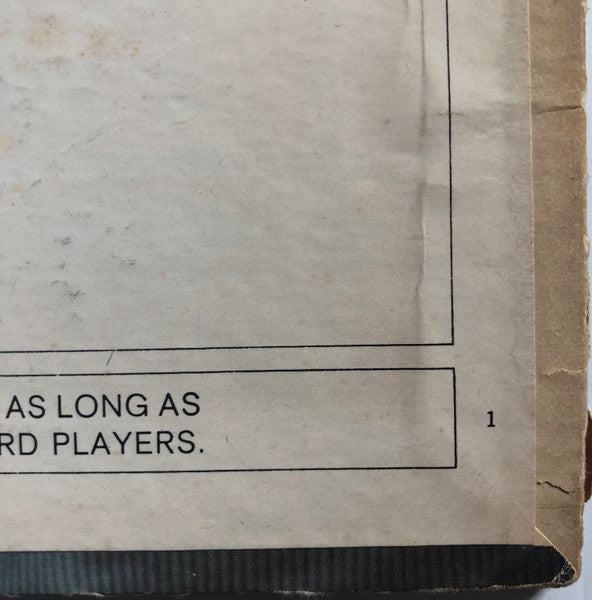 AS LONG AS
RD PLAYERS.
1